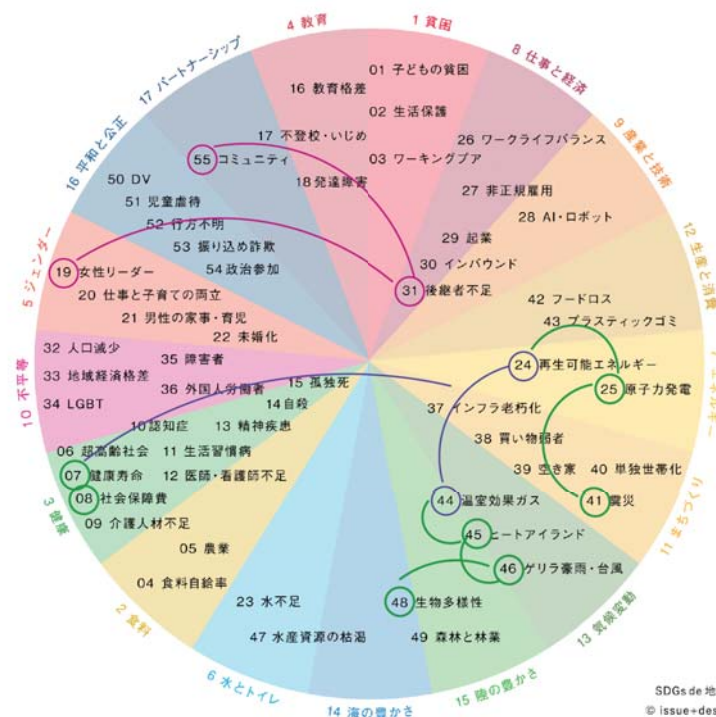 4 教育
1 貧困
8 仕事と経済
9 産業と技術
12 生産と消費
11 まちづくり
13 気候変動
15 陸の豊かさ
14 海の豊かさ
6 水とトイレ
2 食料
3 健康
10 不平等
5 ジェンダー
16 平和と公正
17 パートナーシップ
01 子どもの貧困
02 生活保護
03 ワーキングプア
16 教育格差
17 不登校・いじめ
18 発達障害
26 ワークライフバランス
27 非正規雇用
28 AI・ロボット
29 起業
30 インバウンド
31 後継者不足
42 フードロス
43 プラスティックゴミ
24 再生可能エネルギー
25 原子力発電
37 インフラ老朽化
38 買い物弱者
39 空き家
40 単独世帯化
41 震災
44 温室効果ガス
45 ヒートアイランド
46 ゲリラ豪雨・台風
48 生物多様性
49 森林と林業
47 水産資源の枯渇
23 水不足
05 農業
04 食料自給率
06 超高齢社会
07 健康寿命
08 社会保障費
09 介護人材不足
10 認知症
11 生活習慣病
12 医師・看護師不足
13 精神疾患
14 自殺
15 孤独死
32 人口減少
33 地域経済格差
34 LGBT
35 障害者
36 外国人労働者
19 女性リーダー
20 仕事と子育ての両立
21 男性の家事・育児
22 未婚化
50 DV
51 児童虐待
52 行方不明
53 振り込め詐欺
54 政治参加
55 コミュニティ
SDGs de 地
© issue+des